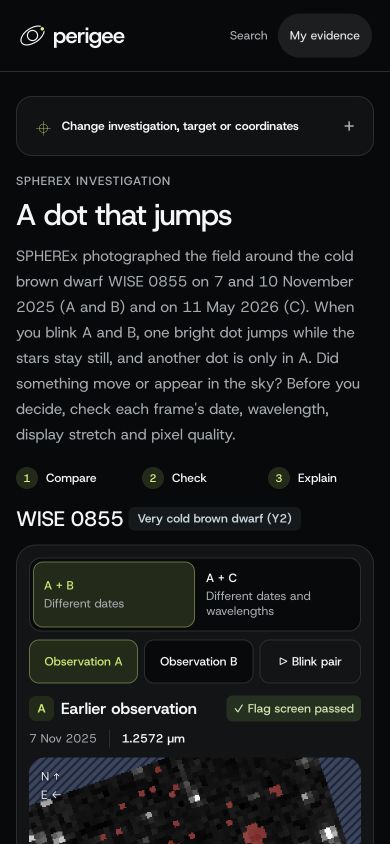 perigee
Search
My evidence
Change investigation, target or coordinates
+
SPHEREX INVESTIGATION
A dot that jumps
SPHEREx photographed the field around the cold
brown dwarf WISE 0855 on 7 and 10 November
2025 (A and B) and on 11 May 2026 (C). When
you blink A and B, one bright dot jumps while the
stars stay still, and another dot is only in A. Did
something move or appear in the sky? Before you
decide, check each frame's date, wavelength,
display stretch and pixel quality.
1 Compare
2 Check
3 Explain
WISE 0855
Very cold brown dwarf (Y2)
A + B
Different dates
A + C
Different dates and
wavelengths
Observation A
Observation B
▷ Blink pair
A
Earlier observation
✓ Flag screen passed
7 Nov 2025
1.2572 µm
N ↑
E ←